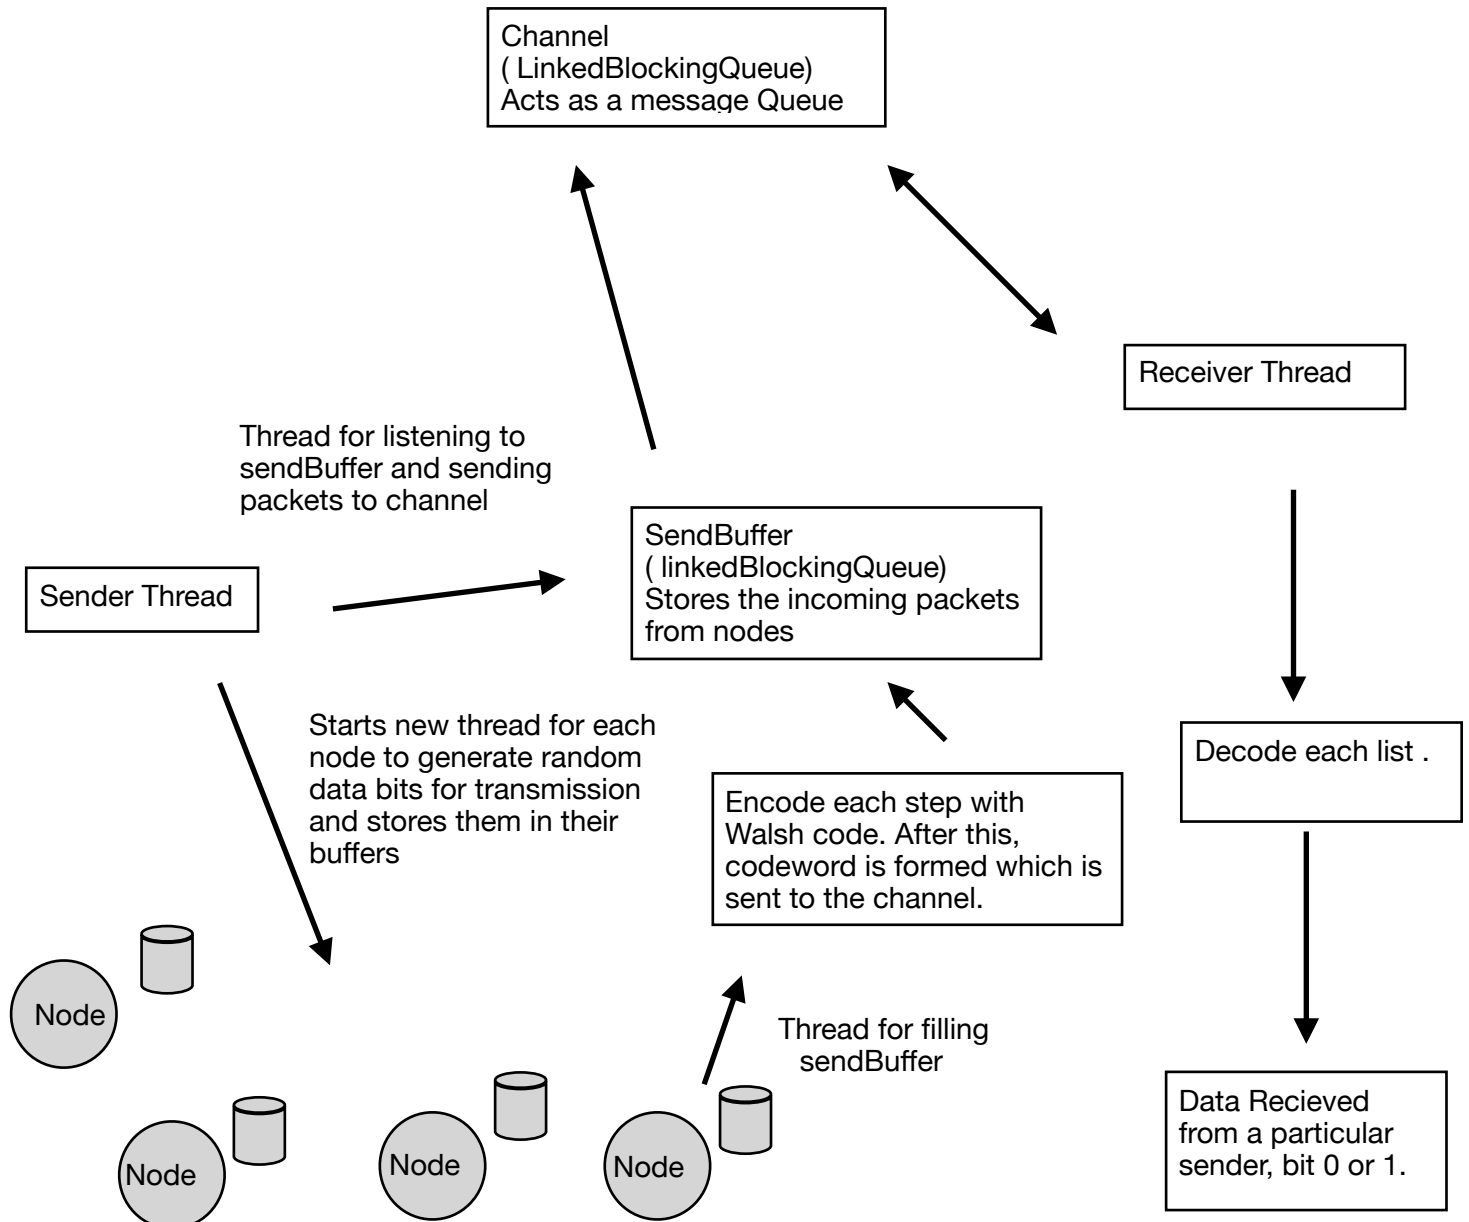 Channel
( LinkedBlockingQueue)
Acts as a message Queue
Receiver Thread
Thread for listening to
sendBuffer and sending
packets to channel
SendBuffer
( linkedBlockingQueue)
Stores the incoming packets
from nodes
Sender Thread
Starts new thread for each
node to generate random
data bits for transmission
and stores them in their
buffers
Decode each list .
Encode each step with
Walsh code. After this,
codeword is formed which is
sent to the channel.
Node
Thread for filling
sendBuffer
Node
Node
Node
Data Recieved
from a particular
sender, bit 0 or 1.